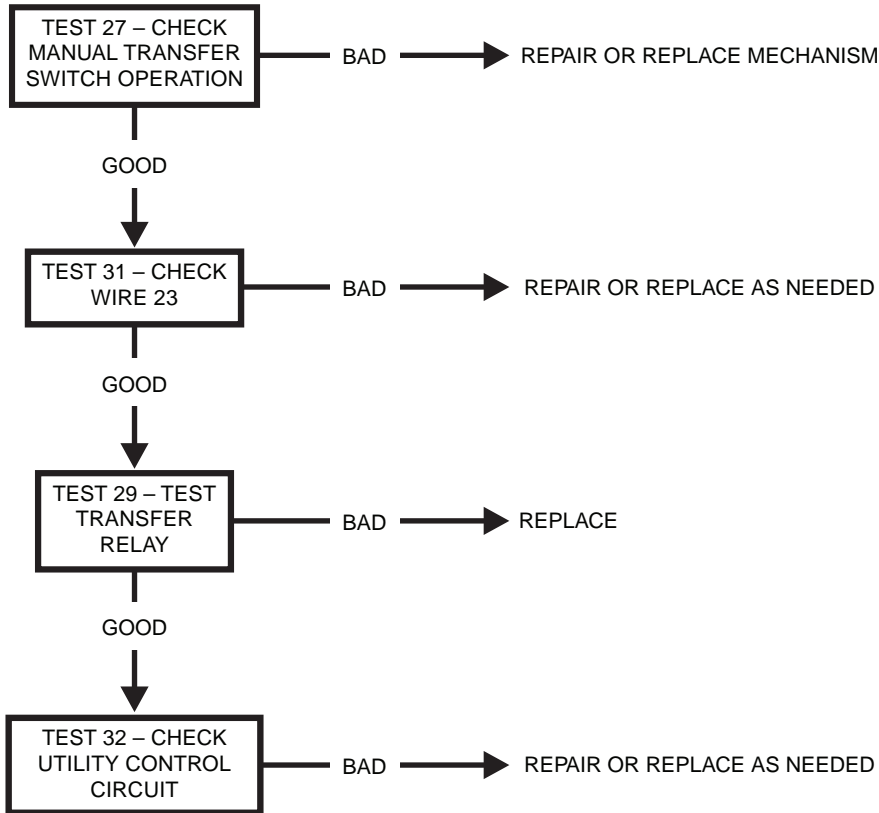 TEST 27 – CHECK
MANUAL TRANSFER
SWITCH OPERATION
BAD
REPAIR OR REPLACE MECHANISM
GOOD
TEST 31 – CHECK
WIRE 23
BAD
REPAIR OR REPLACE AS NEEDED
GOOD
TEST 29 – TEST
TRANSFER
RELAY
BAD
REPLACE
GOOD
TEST 32 – CHECK
UTILITY CONTROL
CIRCUIT
BAD
REPAIR OR REPLACE AS NEEDED